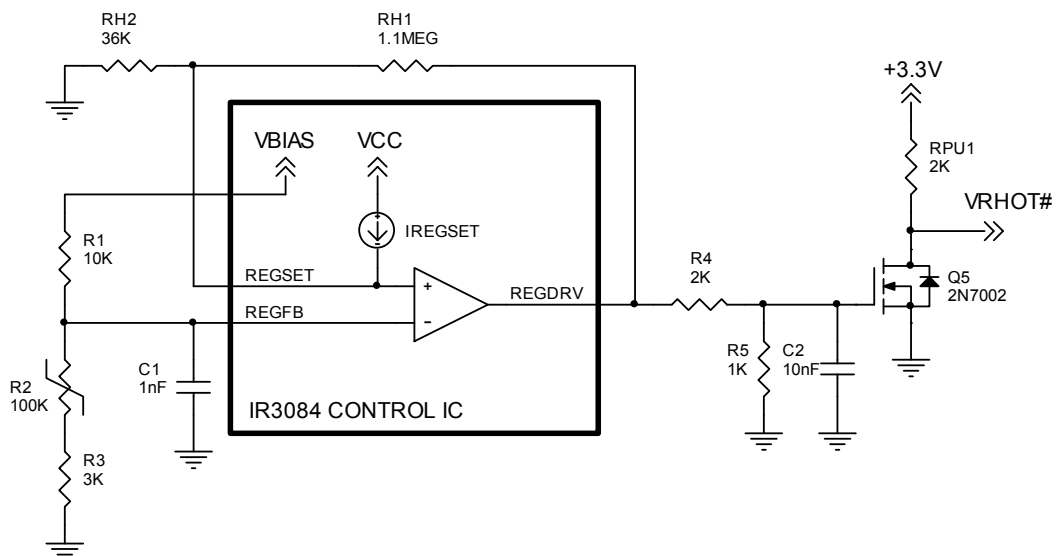 RH2
36K
RH1
1.1MEG
+3.3V
RPU1
2K
VRHOT#
VBIAS
VCC
IREGSET
R1
10K
REGSET
REGFB
REGDRV
R4
2K
Q5
2N7002
R2
100K
C1
1nF
R5
1K
C2
10nF
IR3084 CONTROL IC
R3
3K
+
−